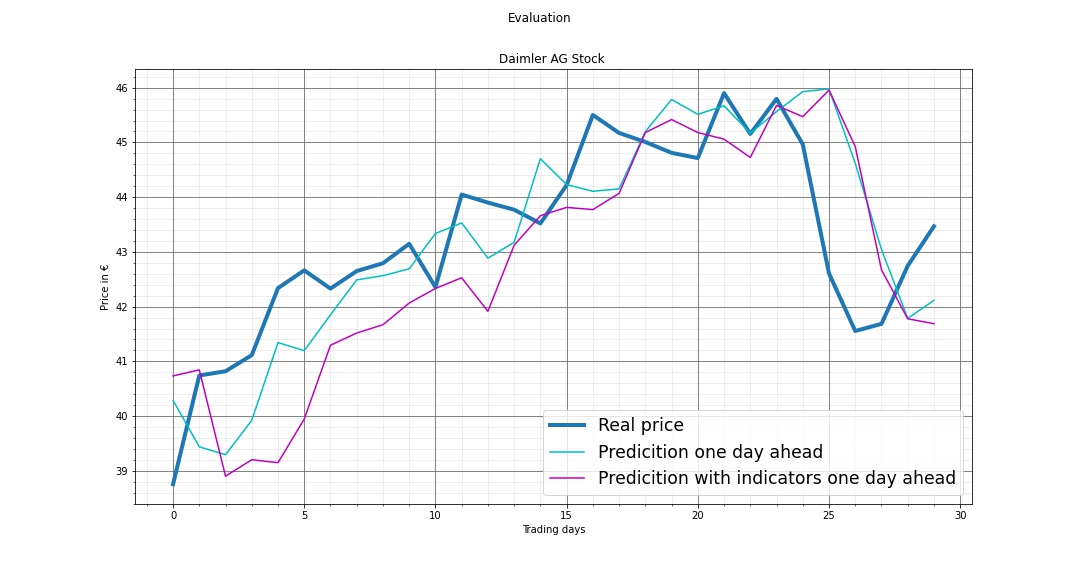 Evaluation
Daimler AG Stock
Price in €
46
45
44
43
42
41
40
39
Real price
Predicition one day ahead
Predicition with indicators one day ahead
0 5 10 15 20 25 30
Trading days